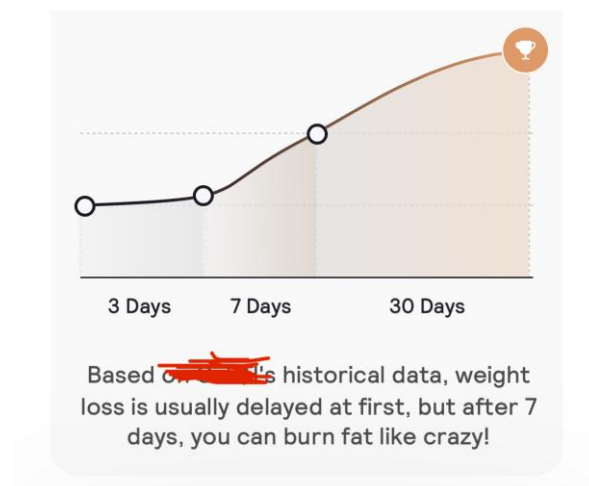 3 Days 7 Days 30 Days
Based 's historical data, weight
loss is usually delayed at first, but after 7
days, you can burn fat like crazy!